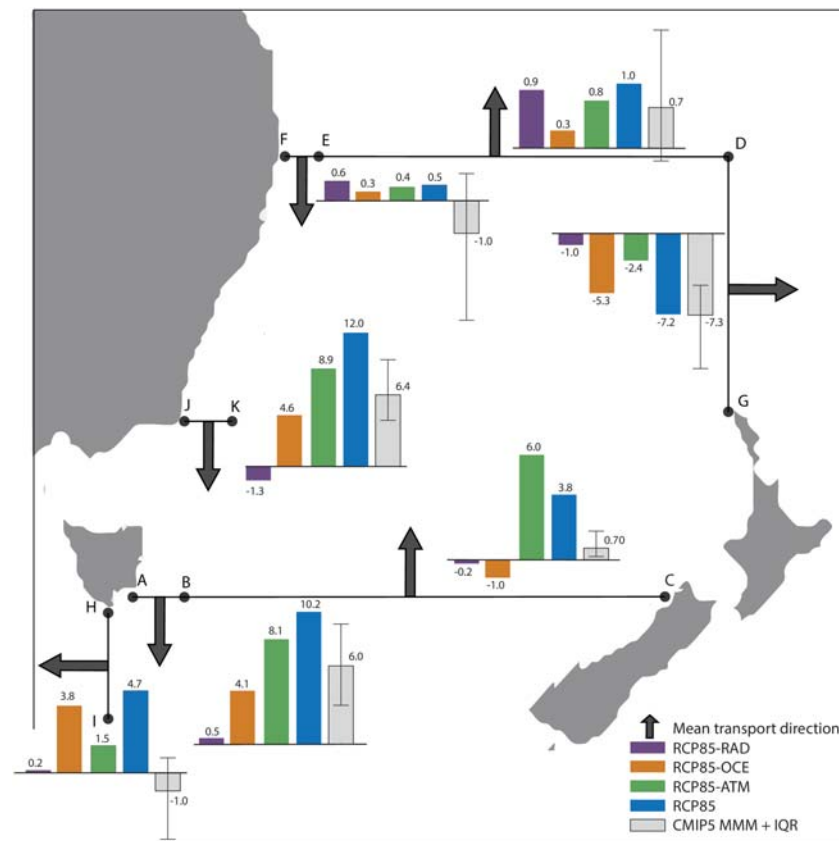 0.9
0.3
0.8
1.0
0.7
F
E
D
0.6
0.3
0.4
0.5
-1.0
-1.0
-5.3
-2.4
-7.2
-7.3
-1.3
4.6
8.9
12.0
6.4
J
K
G
-0.2
-1.0
6.0
3.8
0.70
A
B
C
H
I
0.5
4.1
8.1
10.2
6.0
0.2
3.8
1.5
4.7
-1.0
Mean transport direction
RCP85-RAD
RCP85-OCE
RCP85-ATM
RCP85
CMIP5 MMM + IQR